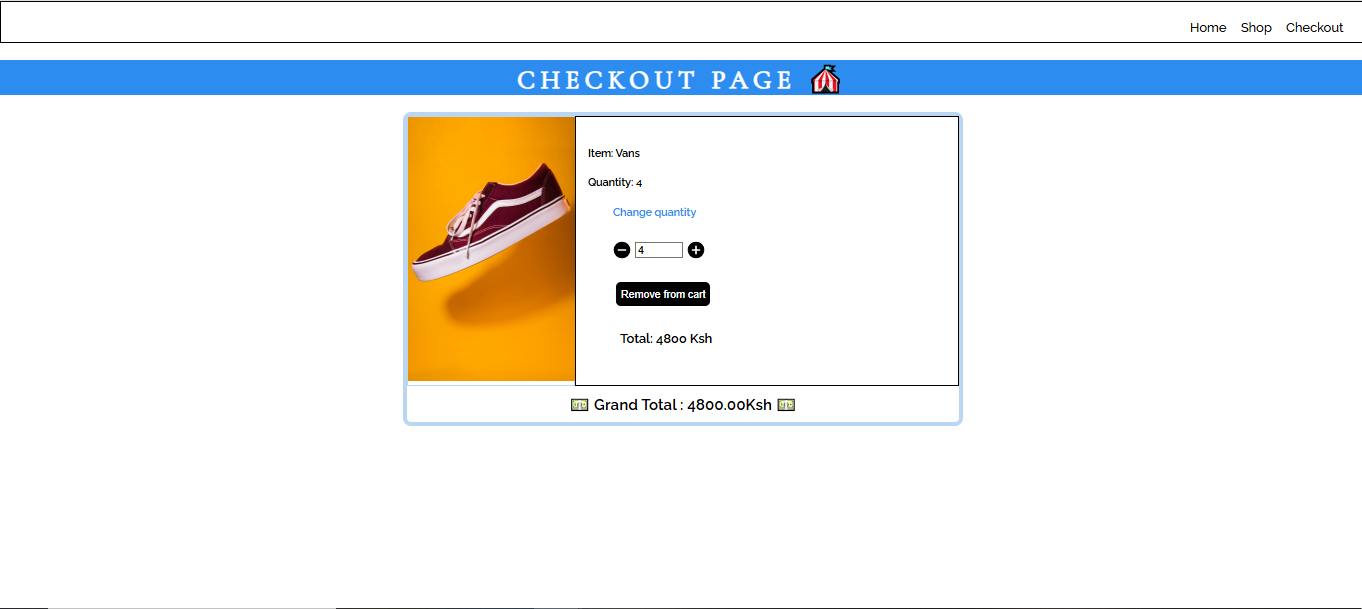 Home Shop Checkout
CHECKOUT PAGE 🎪
Item: Vans
Quantity: 4
Change quantity
4
Remove from cart
Total: 4800 Ksh
💵 Grand Total : 4800.00Ksh 💵